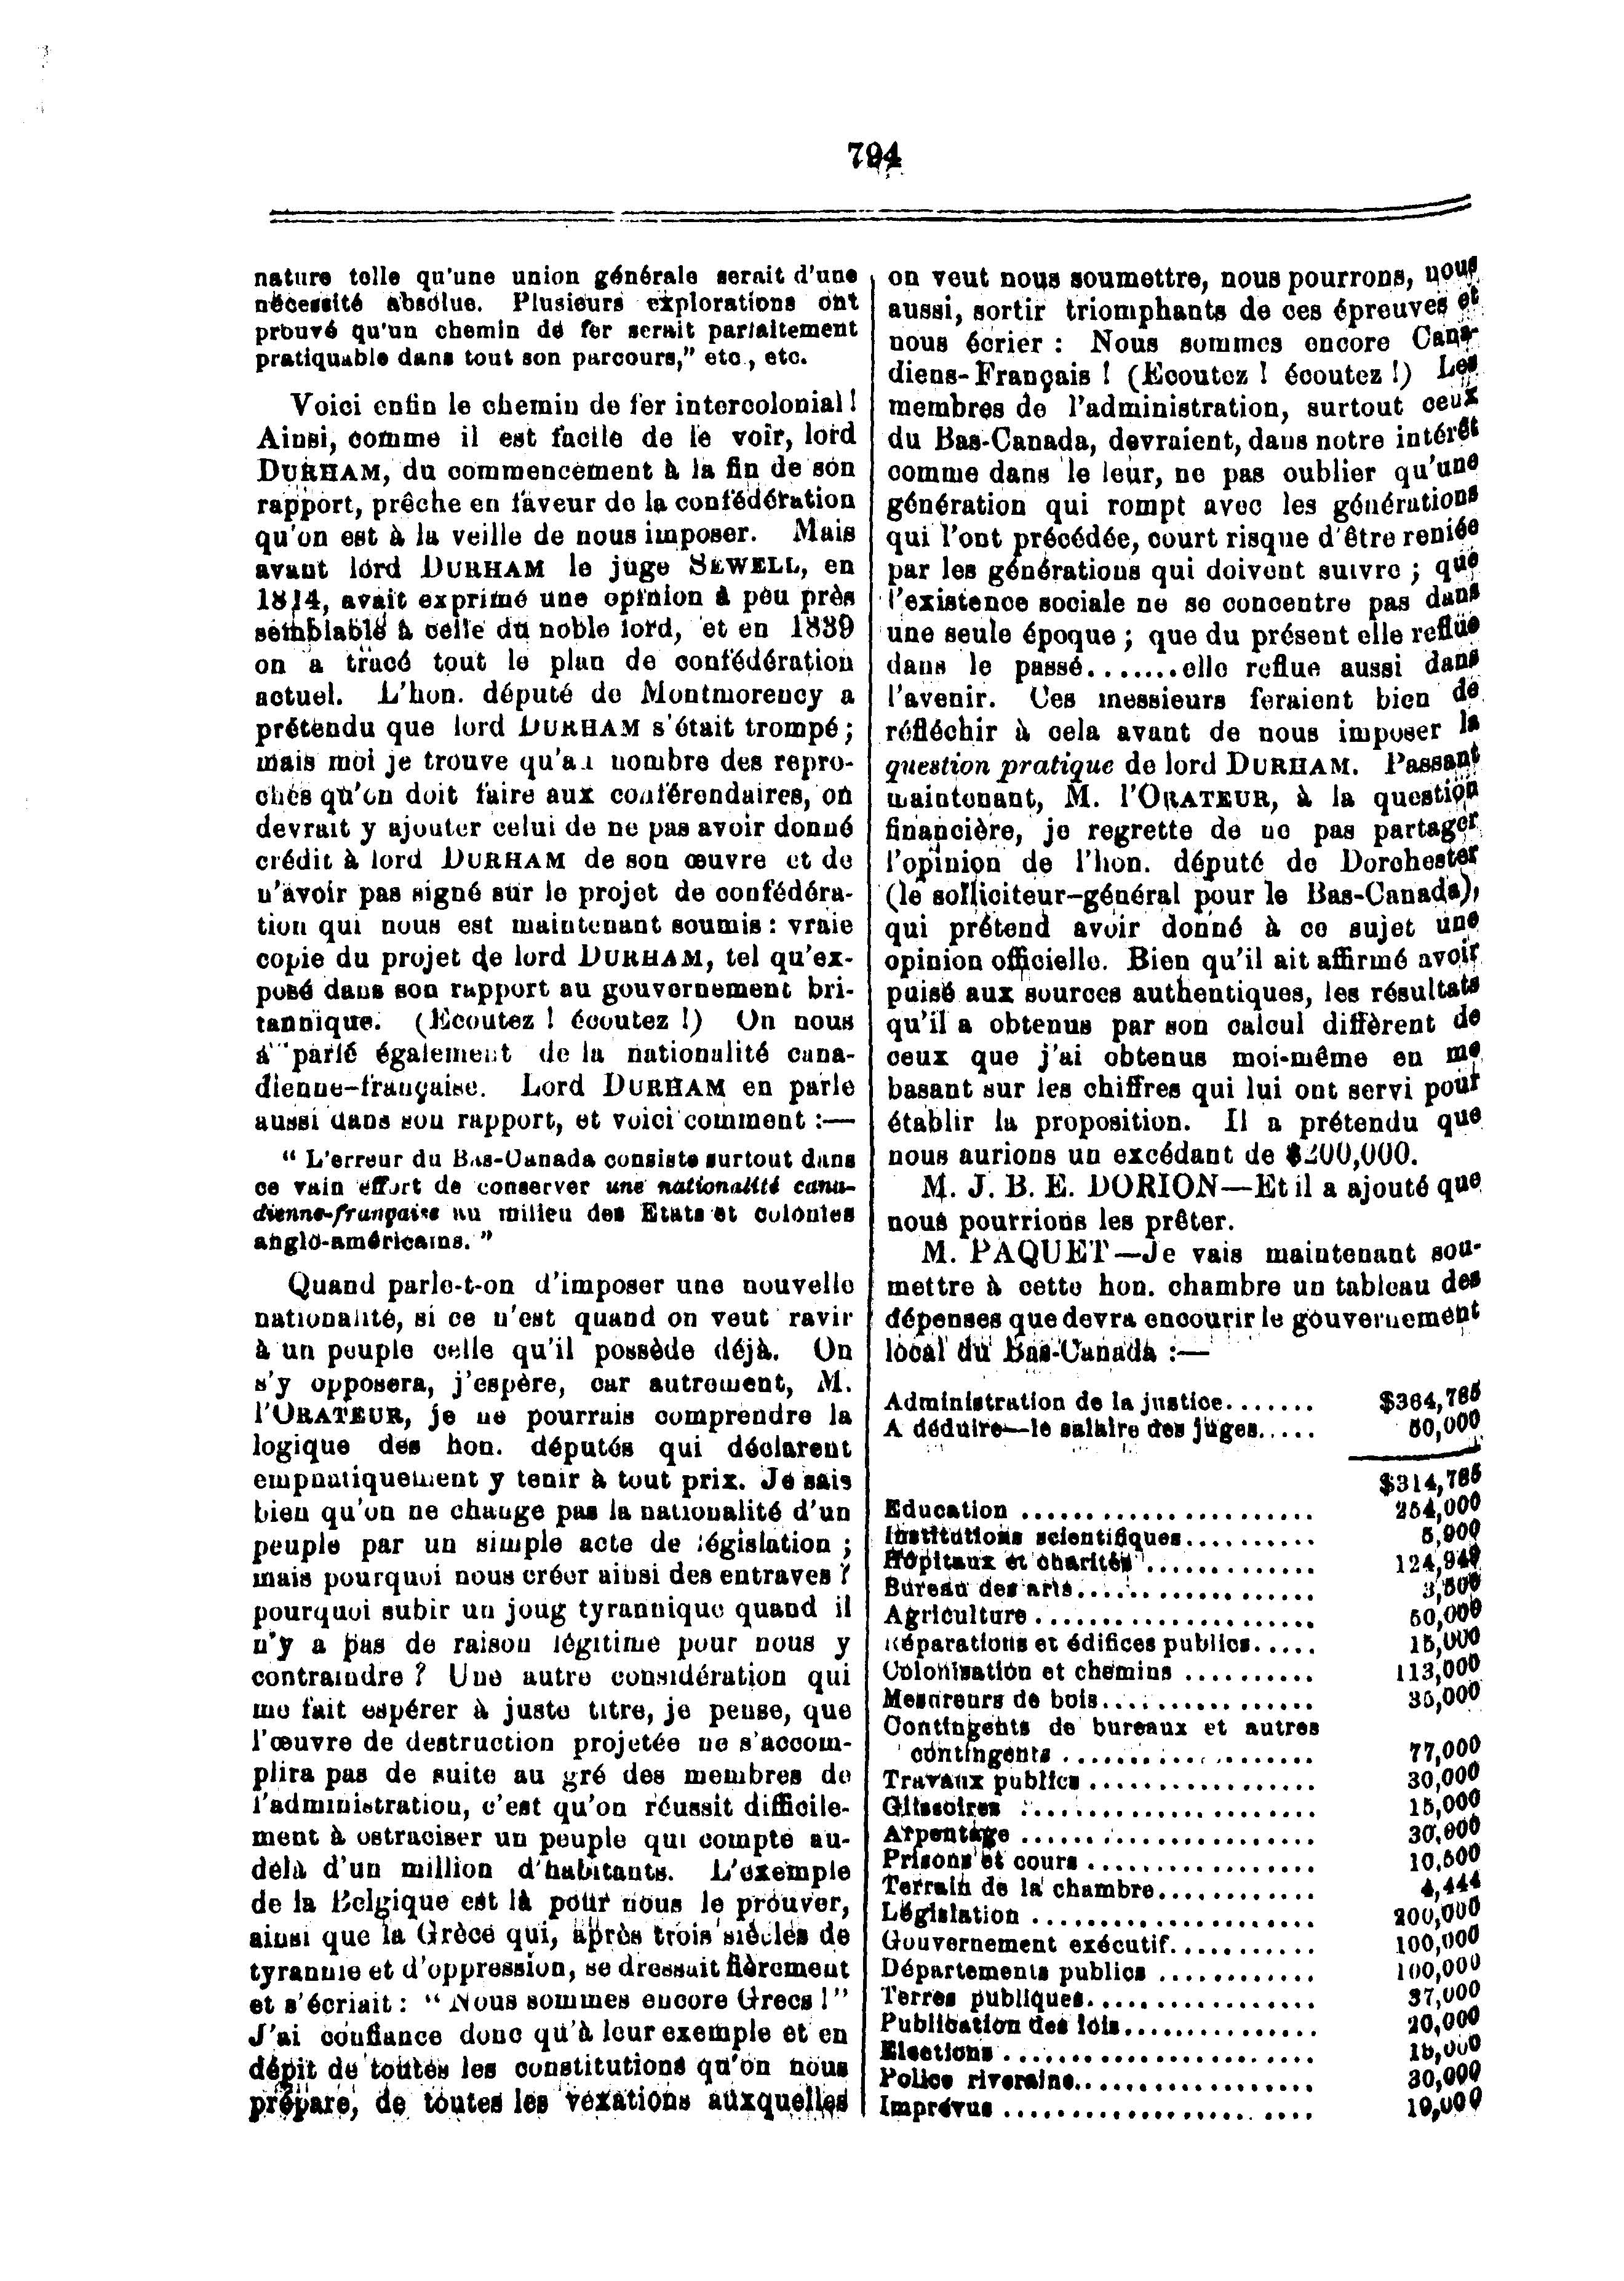 794
nature telle qu'une union générale serait d'une
nécessité absolue. Plusieurs explorations ont
prouvé qu'un chemin de fer serait parfaitement
pratiquable dans tout son parcours," etc., etc.
Voici enfin le chemin de fer intercolonial!
Ainsi, comme il est facile de le voir, lord
DURHAM, du commencement à la fin de son
rapport, prêche en faveur de la confédération
qu'on est à la veille de nous imposer. Mais
avant lord DURHAM le juge SEWELL, en
1814, avait exprimé une opinion à peu près
semblable à celle du noble lord, et en 1839
on a tracé tout le plan de confédération
actuel. L'hon. député de Montmorency a
prétendu que lord DURHAM s'était trompé;
mais moi je trouve qu'au nombre des repro-
ches qu'on doit faire aux conférendaires, on
devrait y ajouter celui de ne pas avoir donné
crédit à lord DURHAM de son œuvre et de
n'avoir pas signé sur le projet de confédéra-
tion qui nous est maintenant soumis : vraie
copie du projet de lord DURHAM, tel qu'ex-
posé dans son rapport au gouvernement bri-
tannique. (Ecoutez ! écoutez !) On nous
a parlé également de la nationalité cana-
dienne-française. Lord DURHAM en parle
aussi dans son rapport, et voici comment :—
" L'erreur du Bas-Canada consiste surtout dans
ce vain effort de conserver une nationalité cana-
dienne-française au milieu des Etats et colonies
anglo-américains. "
Quand parle-t-on d'imposer une nouvelle
nationalité, si ce n'est quand on veut ravir
à un peuple celle qu'il possède déjà. On
s'y opposera, j'espère, car autrement, M.
l'ORATEUR, je ne pourrais comprendre la
logique des hon. députés qui déclarent
emphatiquement y tenir à tout prix. Je sais
bien qu'on ne change pas la nationalité d'un
peuple par un simple acte de législation ;
mais pourquoi nous créer ainsi des entraves ?
pourquoi subir un joug tyrannique quand il
n'y a pas de raison légitime pour nous y
contraindre ? Une autre considération qui
me fait espérer à juste titre, je pense, que
l'œuvre de destruction projetée ne s'accom-
plira pas de suite au gré des membres de
l'administration, c'est qu'on réussit difficile-
ment à ostraciser un peuple qui compte au-
delà d'un million d'habitants. L'exemple
de la Belgique est là pour nous le prouver,
ainsi que la Grèce qui, après trois siècles de
tyrannie et d'oppression, se dressait fièrement
et s'écriait : " Nous sommes encore Grecs ! "
J'ai confiance donc qu'à leur exemple et en
dépit de toutes les constitutions qu'on nous
prépare, de toutes les vexations auxquelles
on veut nous soumettre, nous pourrons, nous
aussi, sortir triomphants de ces épreuves et
nous écrier : Nous sommes encore Cana-
diens-Français ! (Ecoutez ! écoutez !) Les
membres de l'administration, surtout ceux
du Bas-Canada, devraient, dans notre intérêt
comme dans le leur, ne pas oublier qu'une
génération qui rompt avec les générations
qui l'ont précédée, court risque d'être reniée
par les générations qui doivent suivre ; que
l'existence sociale ne se concentre pas dans
une seule époque ; que du présent elle reflue
dans le passé.......elle reflue aussi dans
l'avenir. Ces messieurs feraient bien de
réfléchir à cela avant de nous imposer la
question pratique de lord DURHAM. Passant
maintenant, M. l'ORATEUR, à la question
financière, je regrette de ne pas partager
l'opinion de l'hon. député de Dorchester
(le solliciteur-général pour le Bas-Canada),
qui prétend avoir donné à ce sujet une
opinion officielle. Bien qu'il ait affirmé avoir
puisé aux sources authentiques, les résultats
qu'il a obtenus par son calcul diffèrent de
ceux que j'ai obtenus moi-même en me
basant sur les chiffres qui lui ont servi pour
établir la proposition. Il a prétendu que
nous aurions un excédant de $200,000.
M. J. B. E. DORION—Et il a ajouté que
nous pourrions les prêter.
M. PAQUET—Je vais maintenant sou-
mettre à cette hon. chambre un tableau des
dépenses que devra encourir le gouvernement
local du Bas-Canada :—
Administration de la justice....... $364,785
A déduire—le salaire des juges..... 50,000
$314,785
Education ...................... 254,000
Institutions scientifiques.......... 5,900
Hôpitaux et charités ............. 124,949
Bureau des arts.................. 3,500
Agriculture ..................... 50,000
Réparations et édifices publics..... 15,000
Colonisation et chemins .......... 113,000
Mesureurs de bois................ 35,000
Contingents de bureaux et autres
contingents ................... 77,000
Travaux publics ................. 30,000
Glissoires ...................... 15,000
Arpentage ...................... 30,000
Prisons et cours ................. 10,500
Terrain de la chambre............ 4,444
Législation ..................... 200,000
Gouvernement exécutif........... 100,000
Départements publics ............ 100,000
Terres publiques................. 37,000
Publication des lois............... 20,000
Elections ....................... 18,000
Police riveraine.................. 30,000
Imprévus ....................... 10,000